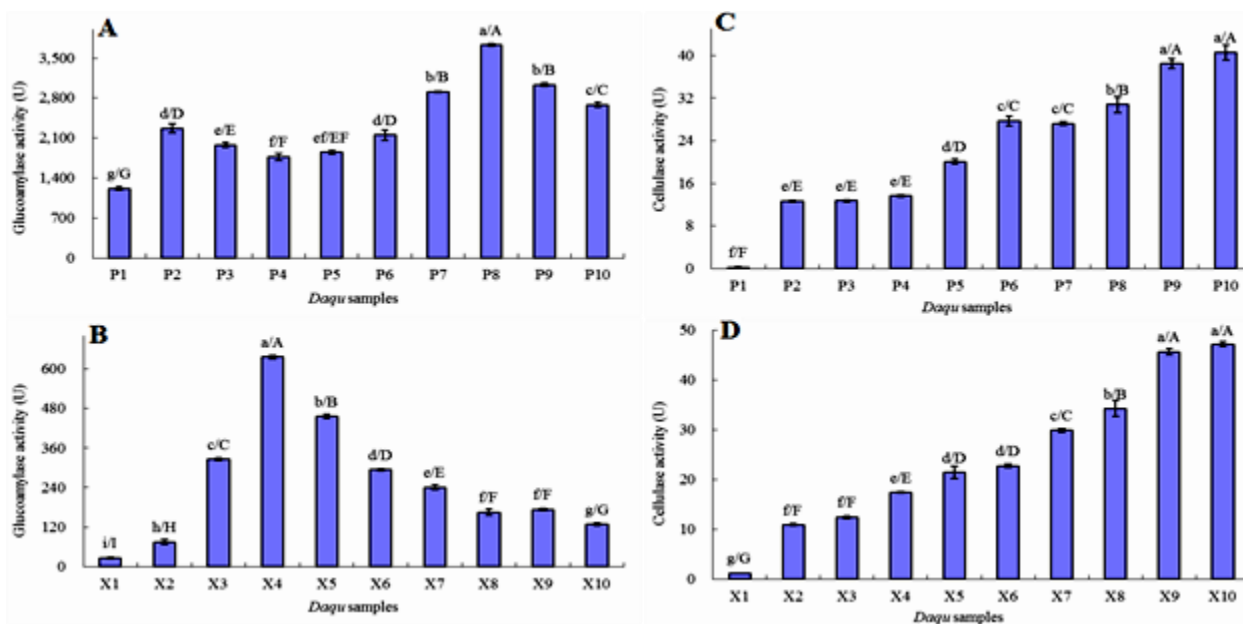 A
Glucoamylase activity (U)
3,500
2,800
2,100
1,400
700
0
g/G
d/D
e/E
f/F
ef/EF
d/D
b/B
a/A
b/B
c/C
P1 P2 P3 P4 P5 P6 P7 P8 P9 P10
Daqu samples
B
Glucoamylase activity (U)
600
480
360
240
120
0
i/I
h/H
c/C
a/A
b/B
d/D
e/E
f/F
f/F
g/G
X1 X2 X3 X4 X5 X6 X7 X8 X9 X10
Daqu samples
C
Cellulase activity (U)
40
32
24
16
8
0
f/F
e/E
e/E
e/E
d/D
c/C
c/C
b/B
a/A
a/A
P1 P2 P3 P4 P5 P6 P7 P8 P9 P10
Daqu samples
D
Cellulase activity (U)
50
40
30
20
10
0
g/G
f/F
f/F
e/E
d/D
d/D
c/C
b/B
a/A
a/A
X1 X2 X3 X4 X5 X6 X7 X8 X9 X10
Daqu samples